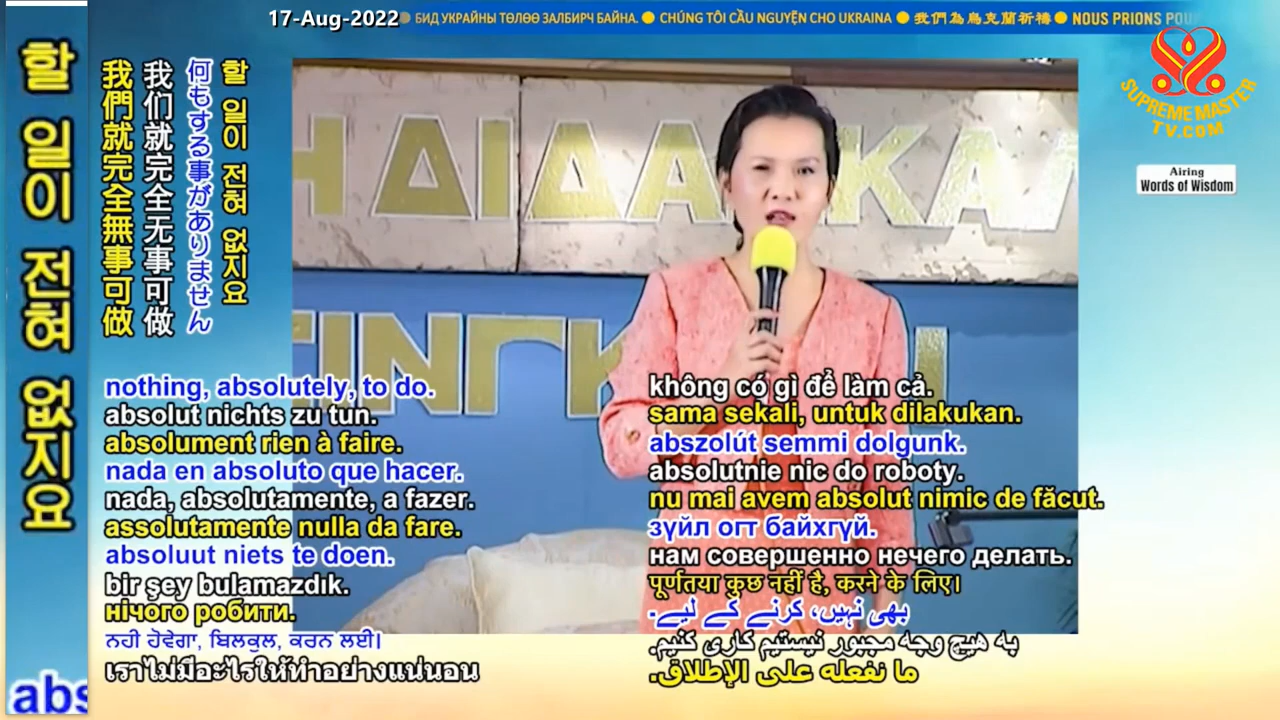 17-Aug-2022
БИД УКРАЙНЫ ТӨЛӨӨ ЗАЛБИРЧ БАЙНА. ● CHÚNG TÔI CẦU NGUYỆN CHO UKRAINA ● 我們為烏克蘭祈禱 ● NOUS PRIONS POU
SUPREME MASTER
TV.COM
Airing
Words of Wisdom
할 일이 전혀 없지요
我們就完全無事可做
我们就完全无事可做
何もする事がありません
할 일이 전혀 없지요
HAIDA
KA
TING
nothing, absolutely, to do.
absolut nichts zu tun.
absolument rien à faire.
nada en absoluto que hacer.
nada, absolutamente, a fazer.
assolutamente nulla da fare.
absoluut niets te doen.
bir şey bulamazdık.
нічого робити.
ਨਹੀ ਹੋਵੇਗਾ, ਬਿਲਕੁਲ, ਕਰਨ ਲਈ।
เราไม่มีอะไรให้ทำอย่างแน่นอน
không có gì để làm cả.
sama sekali, untuk dilakukan.
abszolút semmi dolgunk.
absolutnie nic do roboty.
nu mai avem absolut nimic de făcut.
зүйл огт байхгүй.
нам совершенно нечего делать.
पूर्णतया कुछ नहीं है, करने के लिए।
بھی نہیں، کرنے کے لیے۔
به هیچ وجه مجبور نیستیم کاری کنیم.
ما نفعله على الإطلاق.
abs